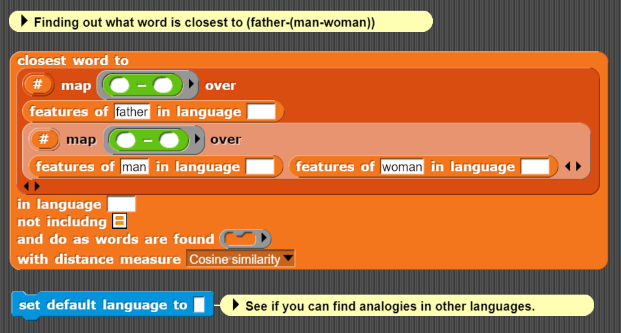 Finding out what word is closest to (father-(man-woman))
closest word to
# map - over
features of father in language
# map - over
features of man in language features of woman in language
in language
not includng
and do as words are found
with distance measure Cosine similarity
set default language to
See if you can find analogies in other languages.